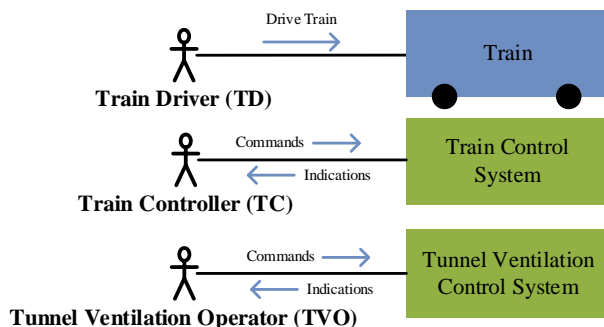 Drive Train
Train
Train Driver (TD)
Commands
Indications
Train Control
System
Train Controller (TC)
Commands
Indications
Tunnel Ventilation
Control System
Tunnel Ventilation Operator (TVO)